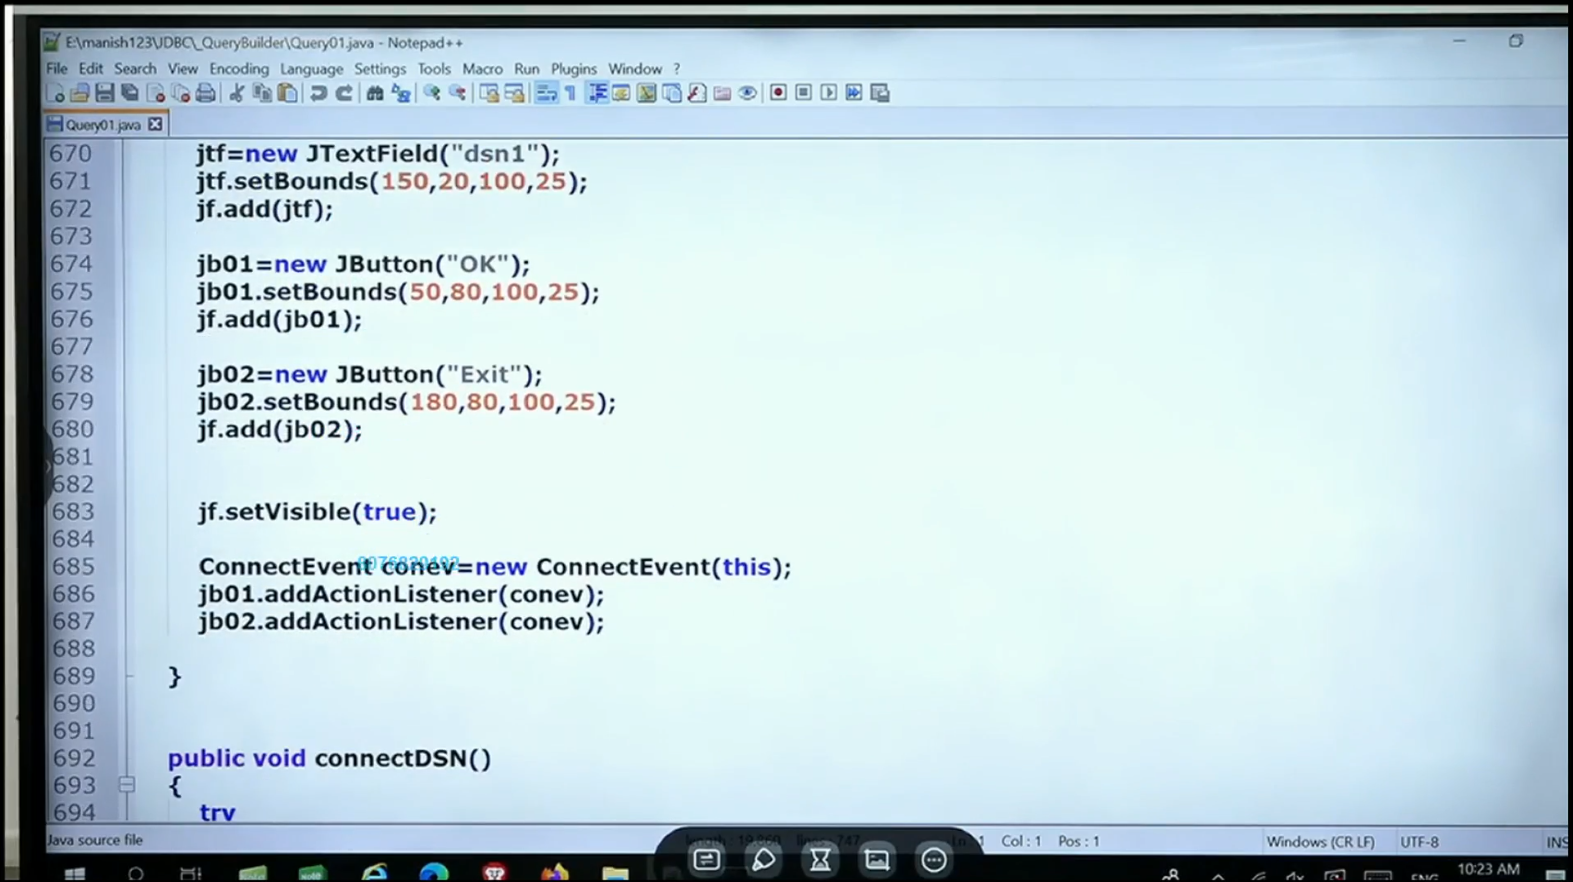 E:\manish123\JDBC\_QueryBuilder\Query01.java - Notepad++
File Edit Search View Encoding Language Settings Tools Macro Run Plugins Window ?
Query01.java
670 jtf=new JTextField("dsn1");
671 jtf.setBounds(150,20,100,25);
672 jf.add(jtf);
673
674 jb01=new JButton("OK");
675 jb01.setBounds(50,80,100,25);
676 jf.add(jb01);
677
678 jb02=new JButton("Exit");
679 jb02.setBounds(180,80,100,25);
680 jf.add(jb02);
681
682
683 jf.setVisible(true);
684
685 ConnectEvent conev=new ConnectEvent(this);
686 jb01.addActionListener(conev);
687 jb02.addActionListener(conev);
688
689 }
690
691
692 public void connectDSN()
693 {
694 try
Java source file Col : 1 Pos : 1 Windows (CR LF) UTF-8 INS
ENG 10:23 AM